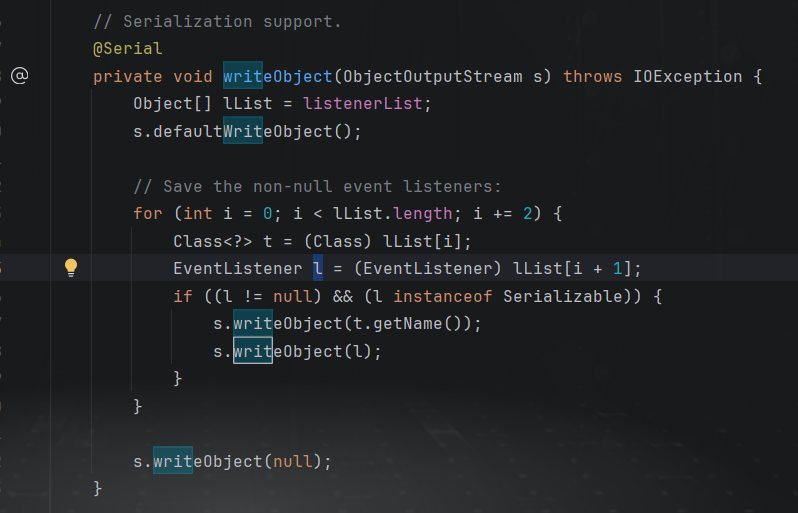 // Serialization support.
@Serial
private void writeObject(ObjectOutputStream s) throws IOException {
Object[] lList = listenerList;
s.defaultWriteObject();
// Save the non-null event listeners:
for (int i = 0; i < lList.length; i += 2) {
Class<?> t = (Class) lList[i];
EventListener l = (EventListener) lList[i + 1];
if ((l != null) && (l instanceof Serializable)) {
s.writeObject(t.getName());
s.writeObject(l);
}
}
s.writeObject(null);
}